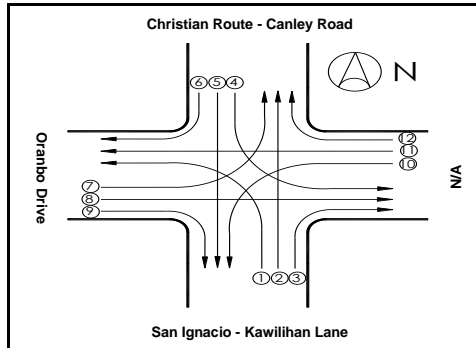 Christian Route - Canley Road
N
6 5 4
12
11
10
Oranbo Drive
N/A
7
8
9
1 2 3
San Ignacio - Kawilihan Lane